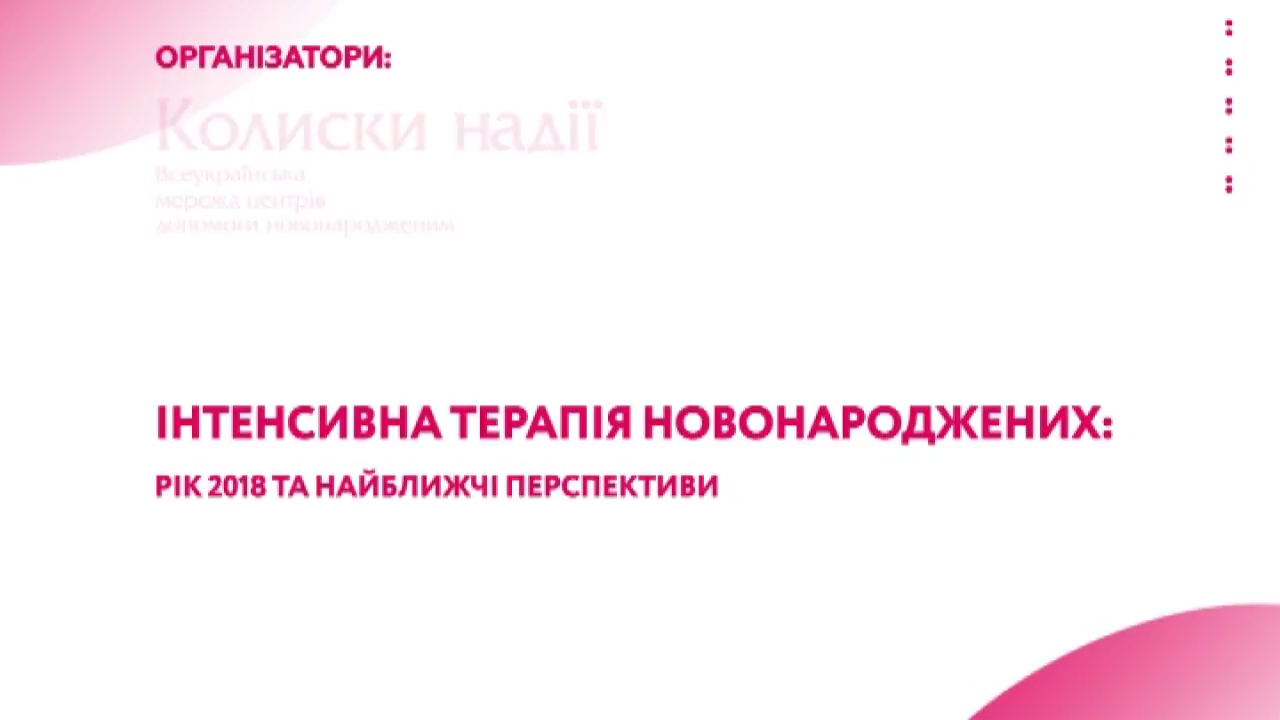 ОРГАНІЗАТОРИ:
Колиски надії
Всеукраїнська
мережа центрів
допомоги новонародженим
ІНТЕНСИВНА ТЕРАПІЯ НОВОНАРОДЖЕНИХ:
РІК 2018 ТА НАЙБЛИЖЧІ ПЕРСПЕКТИВИ